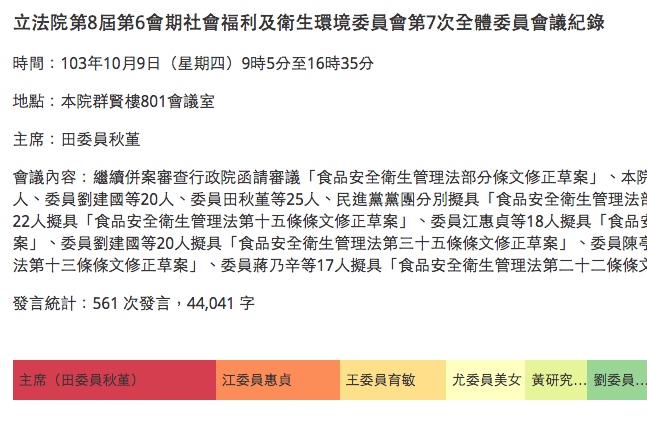 立法院第8屆第6會期社會福利及衛生環境委員會第7次全體委員會議紀錄
時間：103年10月9日（星期四）9時5分至16時35分
地點：本院群賢樓801會議室
主席：田委員秋堇
會議內容：繼續併案審查行政院函請審議「食品安全衛生管理法部分條文修正草案」、本院
人、委員劉建國等20人、委員田秋堇等25人、民進黨黨團分別擬具「食品安全衛生管理法部
22人擬具「食品安全衛生管理法第十五條條文修正草案」、委員江惠貞等18人擬具「食品安
案」、委員劉建國等20人擬具「食品安全衛生管理法第三十五條條文修正草案」、委員陳亭
法第十三條條文修正草案」、委員蔣乃辛等17人擬具「食品安全衛生管理法第二十二條條文
發言統計：561 次發言，44,041 字
主席（田委員秋堇） 江委員惠貞 王委員育敏 尤委員美女 黃研究... 劉委員...